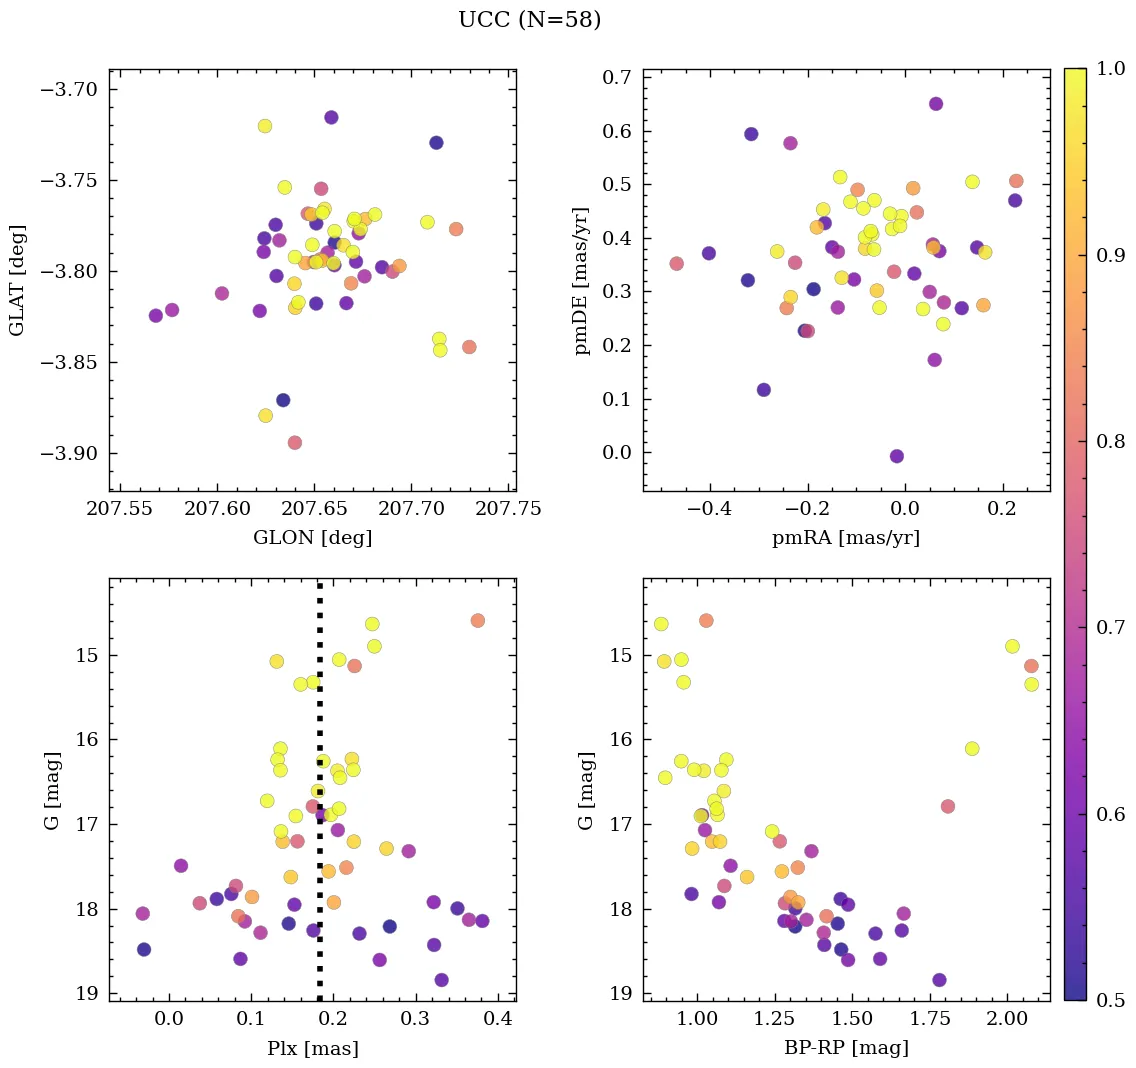 UCC (N=58)
−3.70
−3.75
−3.80
−3.85
−3.90
GLAT [deg]
207.55 207.60 207.65 207.70 207.75
GLON [deg]
0.7
0.6
0.5
0.4
0.3
0.2
0.1
0.0
pmDE [mas/yr]
−0.4 −0.2 0.0 0.2
pmRA [mas/yr]
1.0
0.9
0.8
0.7
0.6
0.5
15
16
17
18
19
G [mag]
0.0 0.1 0.2 0.3 0.4
Plx [mas]
15
16
17
18
19
G [mag]
1.00 1.25 1.50 1.75 2.00
BP-RP [mag]